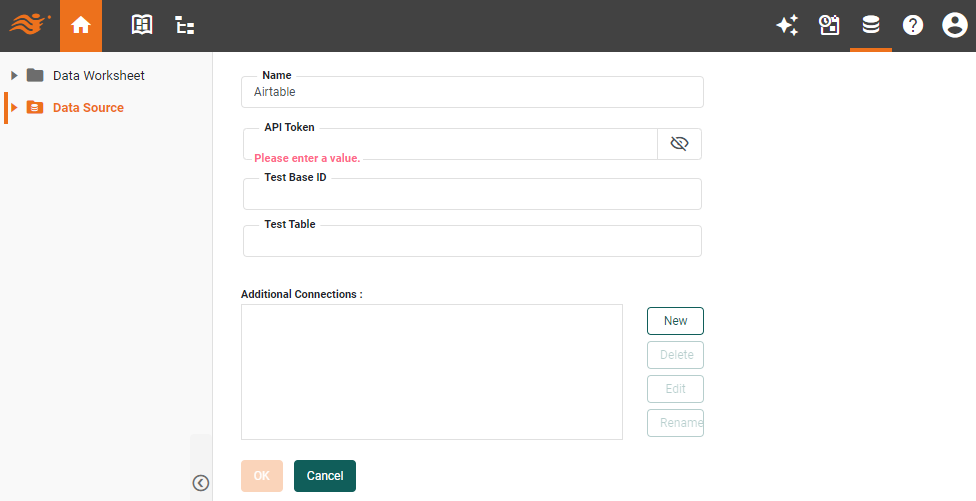 Data Worksheet
Data Source
Name
Airtable
API Token
Please enter a value.
Test Base ID
Test Table
Additional Connections :
New
Delete
Edit
Rename
OK
Cancel